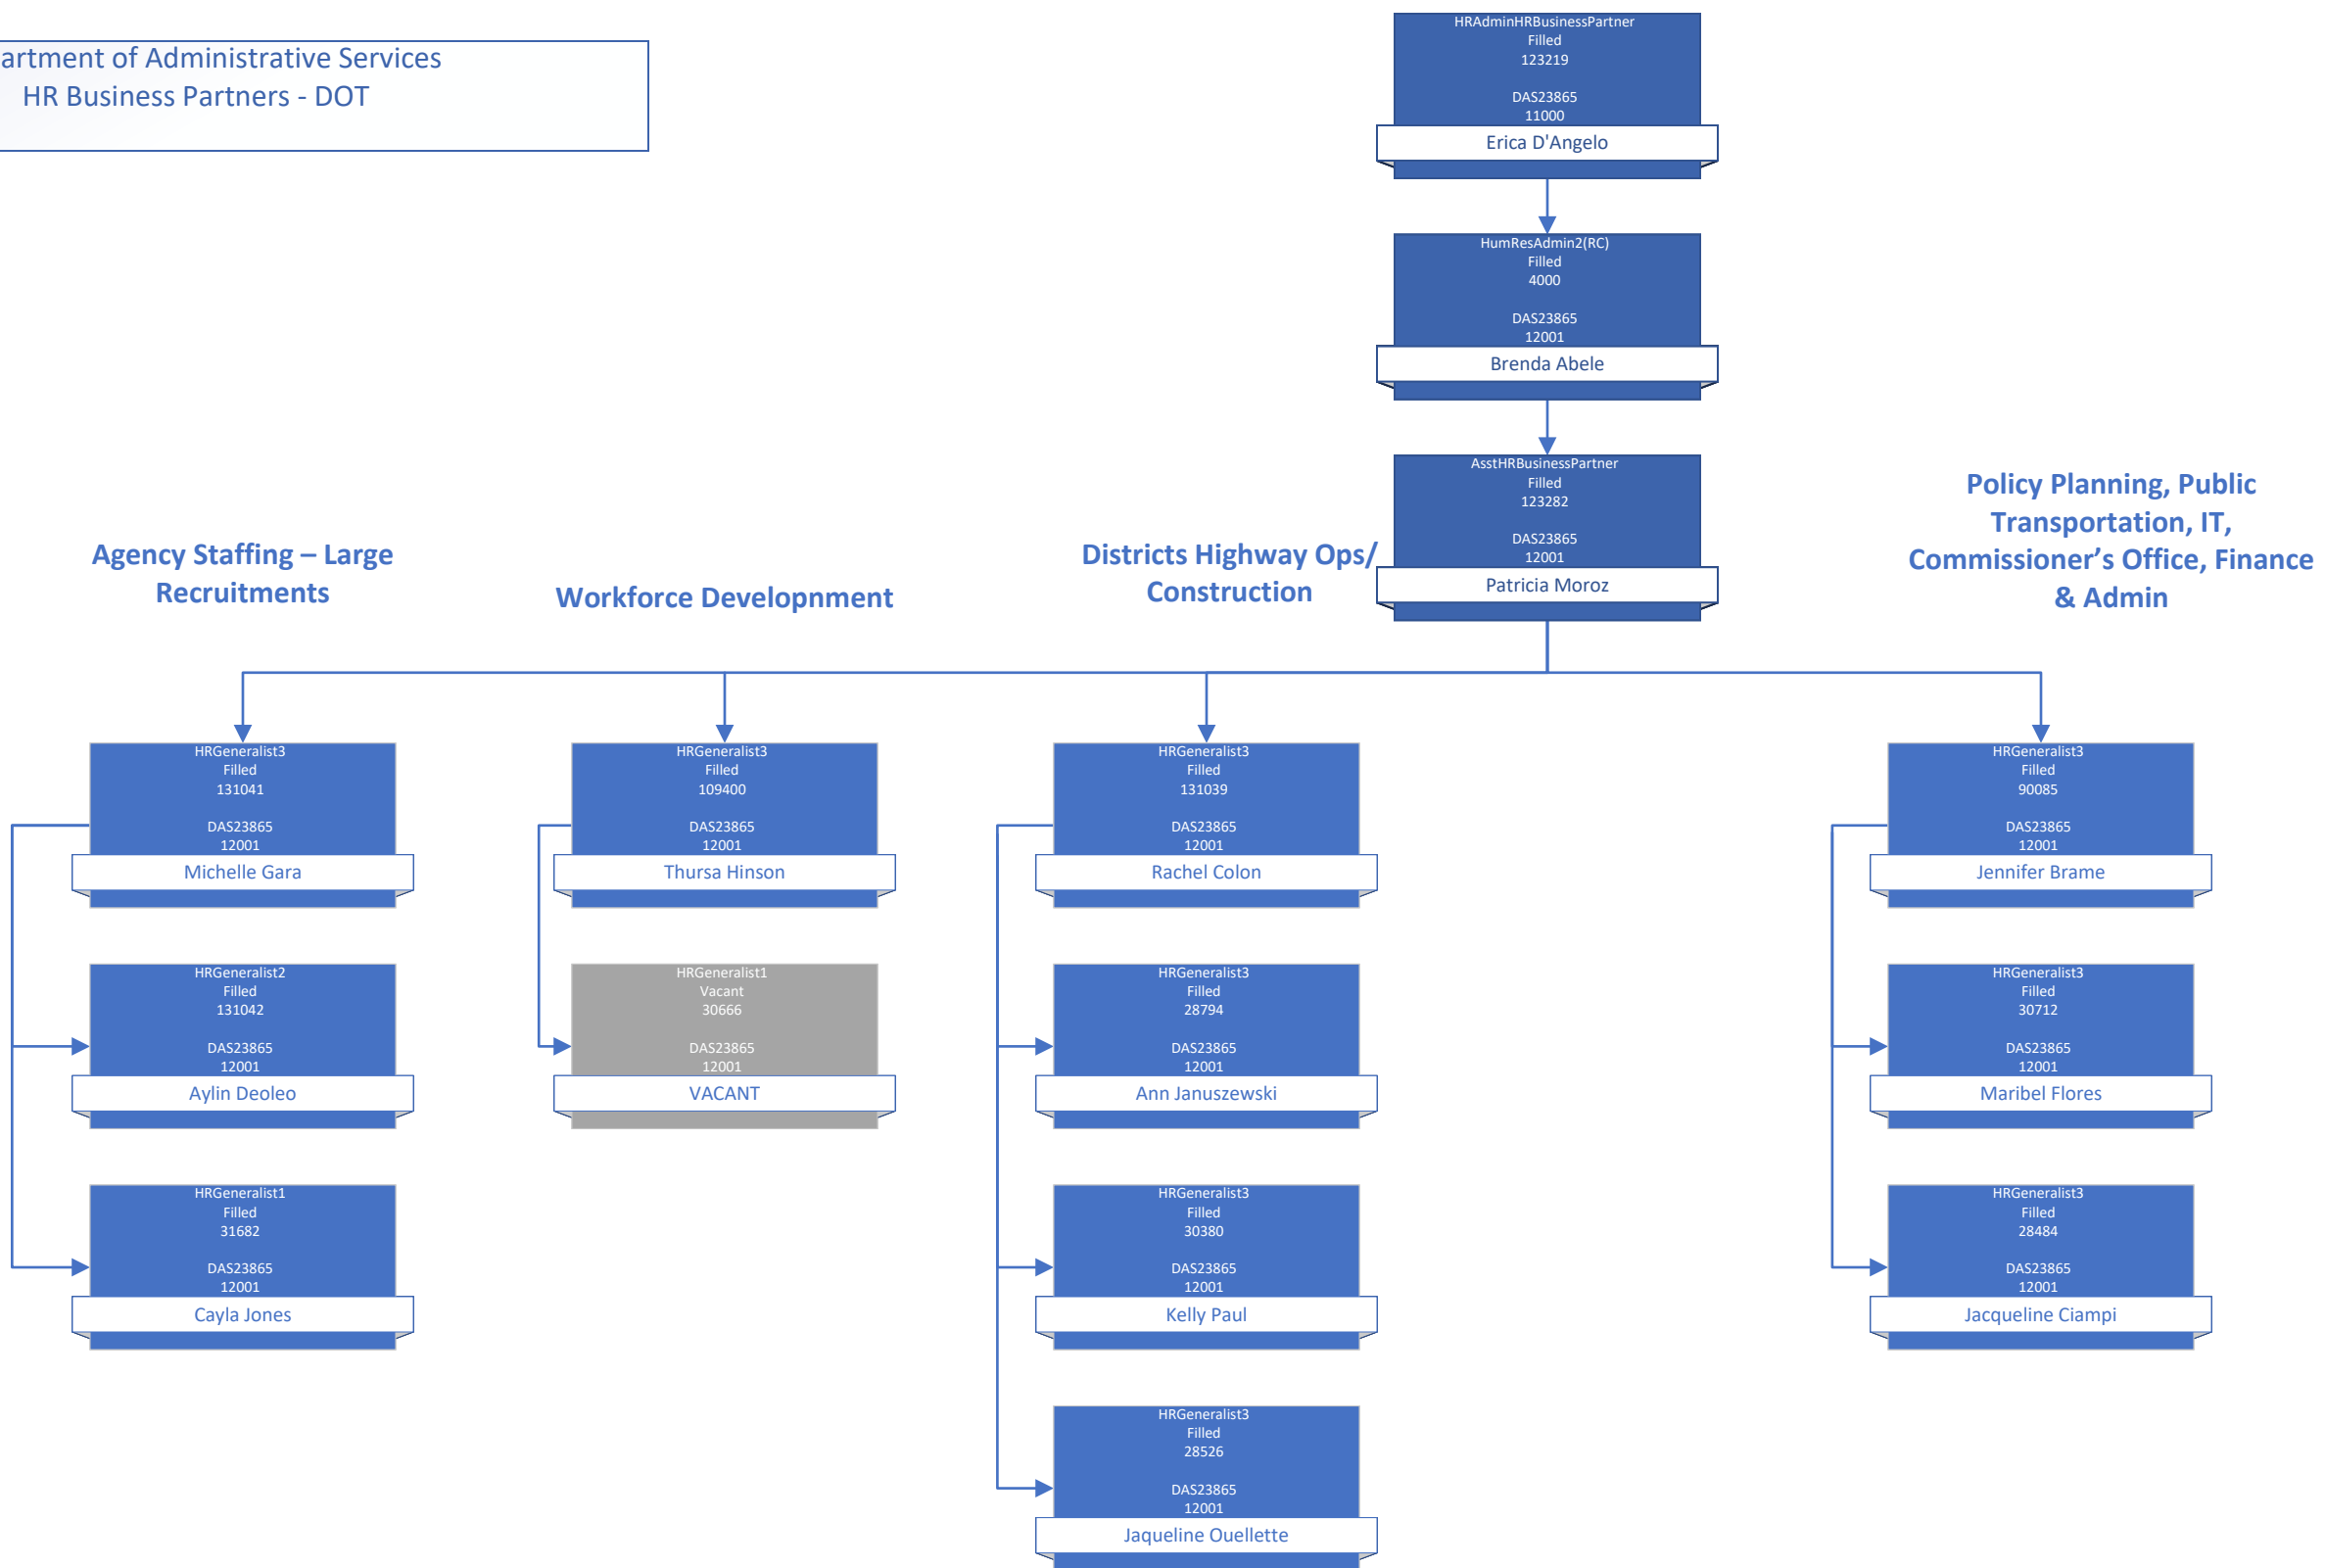 artment of Administrative Services
HR Business Partners - DOT
HRAdminHRBusinessPartner
Filled
123219
DAS23865
11000
Erica D'Angelo
HumResAdmin2(RC)
Filled
4000
DAS23865
12001
Brenda Abele
AsstHRBusinessPartner
Filled
123282
DAS23865
12001
Patricia Moroz
Agency Staffing – Large
Recruitments
Workforce Developnment
Districts Highway Ops/
Construction
Policy Planning, Public
Transportation, IT,
Commissioner’s Office, Finance
& Admin
HRGeneralist3
Filled
131041
DAS23865
12001
Michelle Gara
HRGeneralist2
Filled
131042
DAS23865
12001
Aylin Deoleo
HRGeneralist1
Filled
31682
DAS23865
12001
Cayla Jones
HRGeneralist3
Filled
109400
DAS23865
12001
Thursa Hinson
HRGeneralist1
Vacant
30666
DAS23865
12001
VACANT
HRGeneralist3
Filled
131039
DAS23865
12001
Rachel Colon
HRGeneralist3
Filled
28794
DAS23865
12001
Ann Januszewski
HRGeneralist3
Filled
30380
DAS23865
12001
Kelly Paul
HRGeneralist3
Filled
28526
DAS23865
12001
Jaqueline Ouellette
HRGeneralist3
Filled
90085
DAS23865
12001
Jennifer Brame
HRGeneralist3
Filled
30712
DAS23865
12001
Maribel Flores
HRGeneralist3
Filled
28484
DAS23865
12001
Jacqueline Ciampi